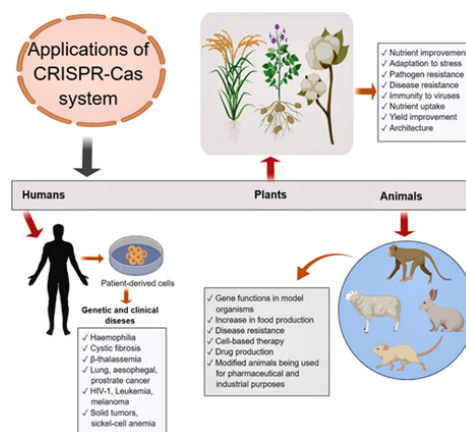 Applications of
CRISPR-Cas
system
✓ Nutrient improvement
✓ Adaptation to stress
✓ Pathogen resistance
✓ Disease resistance
✓ Immunity to viruses
✓ Nutrient uptake
✓ Yield improvement
✓ Architecture
Humans
Plants
Animals
Patient-derived cells
Genetic and clinical
diseses
✓ Haemophilia
✓ Cystic fibrosis
✓ β-thalassemia
✓ Lung, aesophegal,
prostrate cancer
✓ HIV-1, Leukemia,
melanoma
✓ Solid tumors,
sickel-cell anemia
✓ Gene functions in model
organisms
✓ Increase in food production
✓ Disease resistance
✓ Cell-based therapy
✓ Drug production
✓ Modified animals being used
for pharmaceutical and
industrial purposes